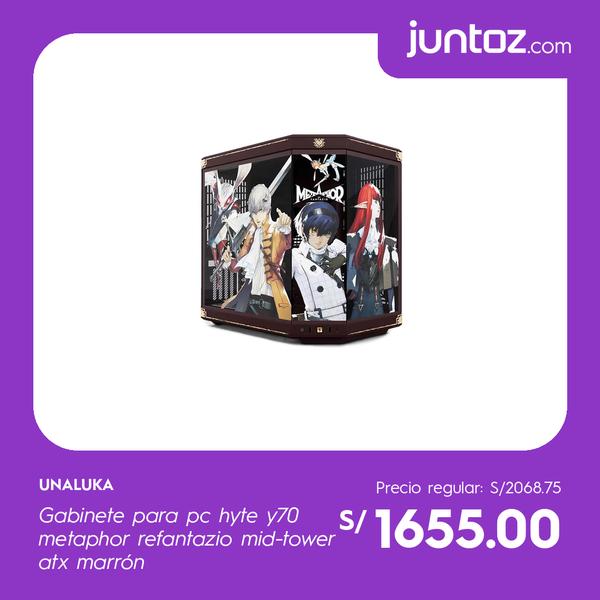 juntoz.com
METAPHOR
REFANTAZIO
UNALUKA
Gabinete para pc hyte y70
metaphor refantazio mid-tower
atx marrón
Precio regular: S/2068.75
S/ 1655.00